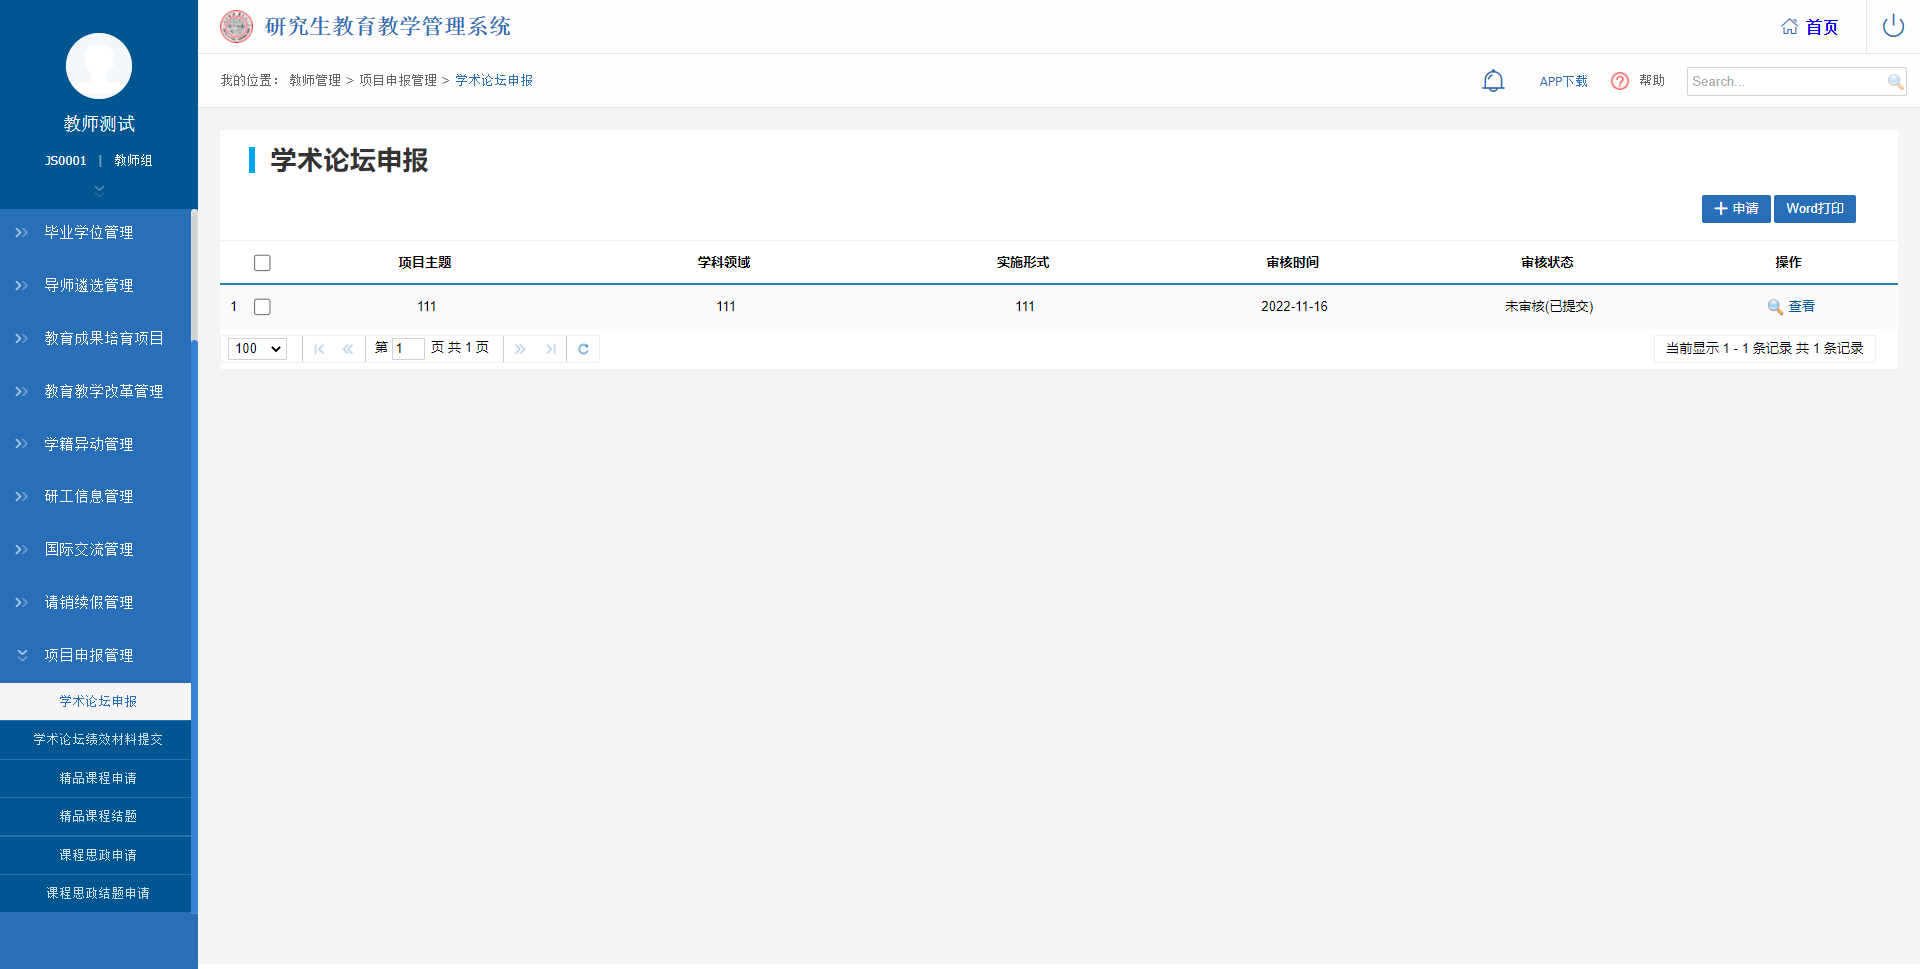 研究生教育教学管理系统
首页
我的位置： 教师管理 > 项目申报管理 > 学术论坛申报
APP下载
帮助
Search...
教师测试
JS0001 | 教师组
毕业学位管理
导师遴选管理
教育成果培育项目
教育教学改革管理
学籍异动管理
研工信息管理
国际交流管理
请销续假管理
项目申报管理
学术论坛申报
学术论坛绩效材料提交
精品课程申请
精品课程结题
课程思政申请
课程思政结题申请
学术论坛申报
申请
Word打印
项目主题 学科领域 实施形式 审核时间 审核状态 操作
1 111 111 111 2022-11-16 未审核(已提交) 查看
100 第 1 页 共 1 页
当前显示 1 - 1 条记录 共 1 条记录